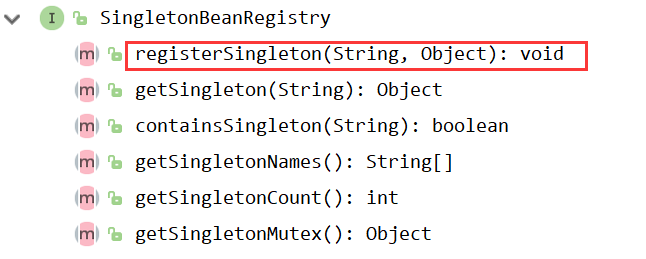 I SingletonBeanRegistry
m registerSingleton(String, Object): void
m getSingleton(String): Object
m containsSingleton(String): boolean
m getSingletonNames(): String[]
m getSingletonCount(): int
m getSingletonMutex(): Object